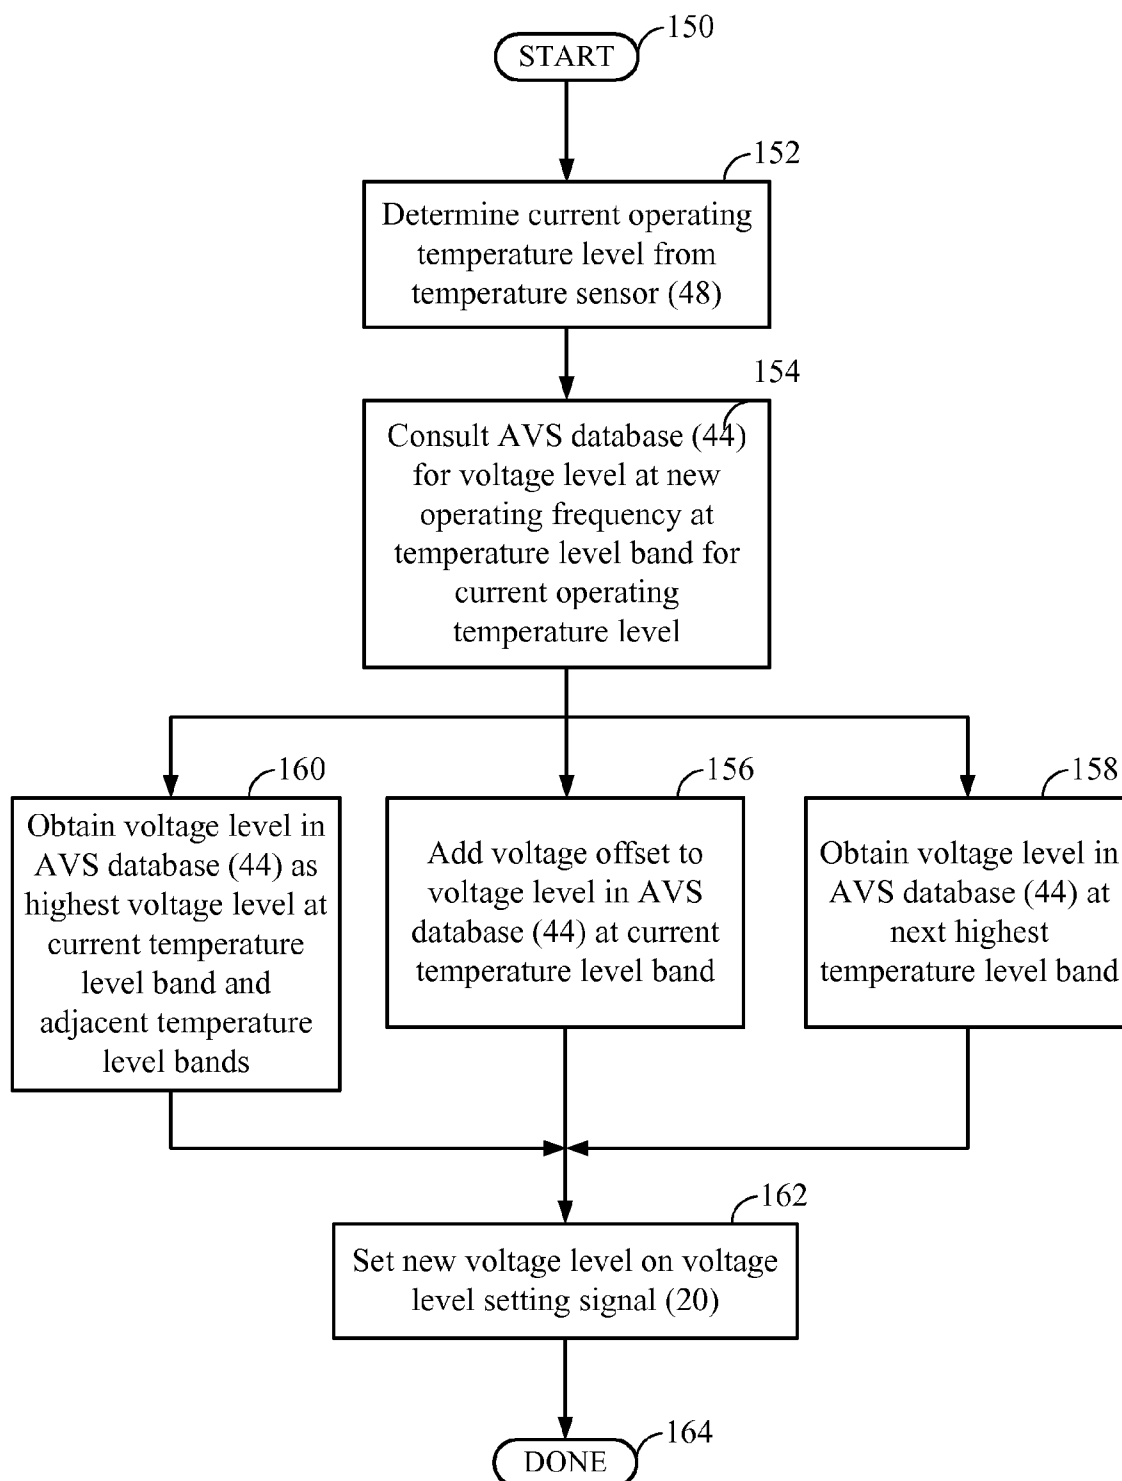 150
START
152
Determine current operating
temperature level from
temperature sensor (48)
154
Consult AVS database (44)
for voltage level at new
operating frequency at
temperature level band for
current operating
temperature level
160
Obtain voltage level in
AVS database (44) as
highest voltage level at
current temperature
level band and
adjacent temperature
level bands
156
Add voltage offset to
voltage level in AVS
database (44) at current
temperature level band
158
Obtain voltage level in
AVS database (44) at
next highest
temperature level band
162
Set new voltage level on voltage
level setting signal (20)
164
DONE